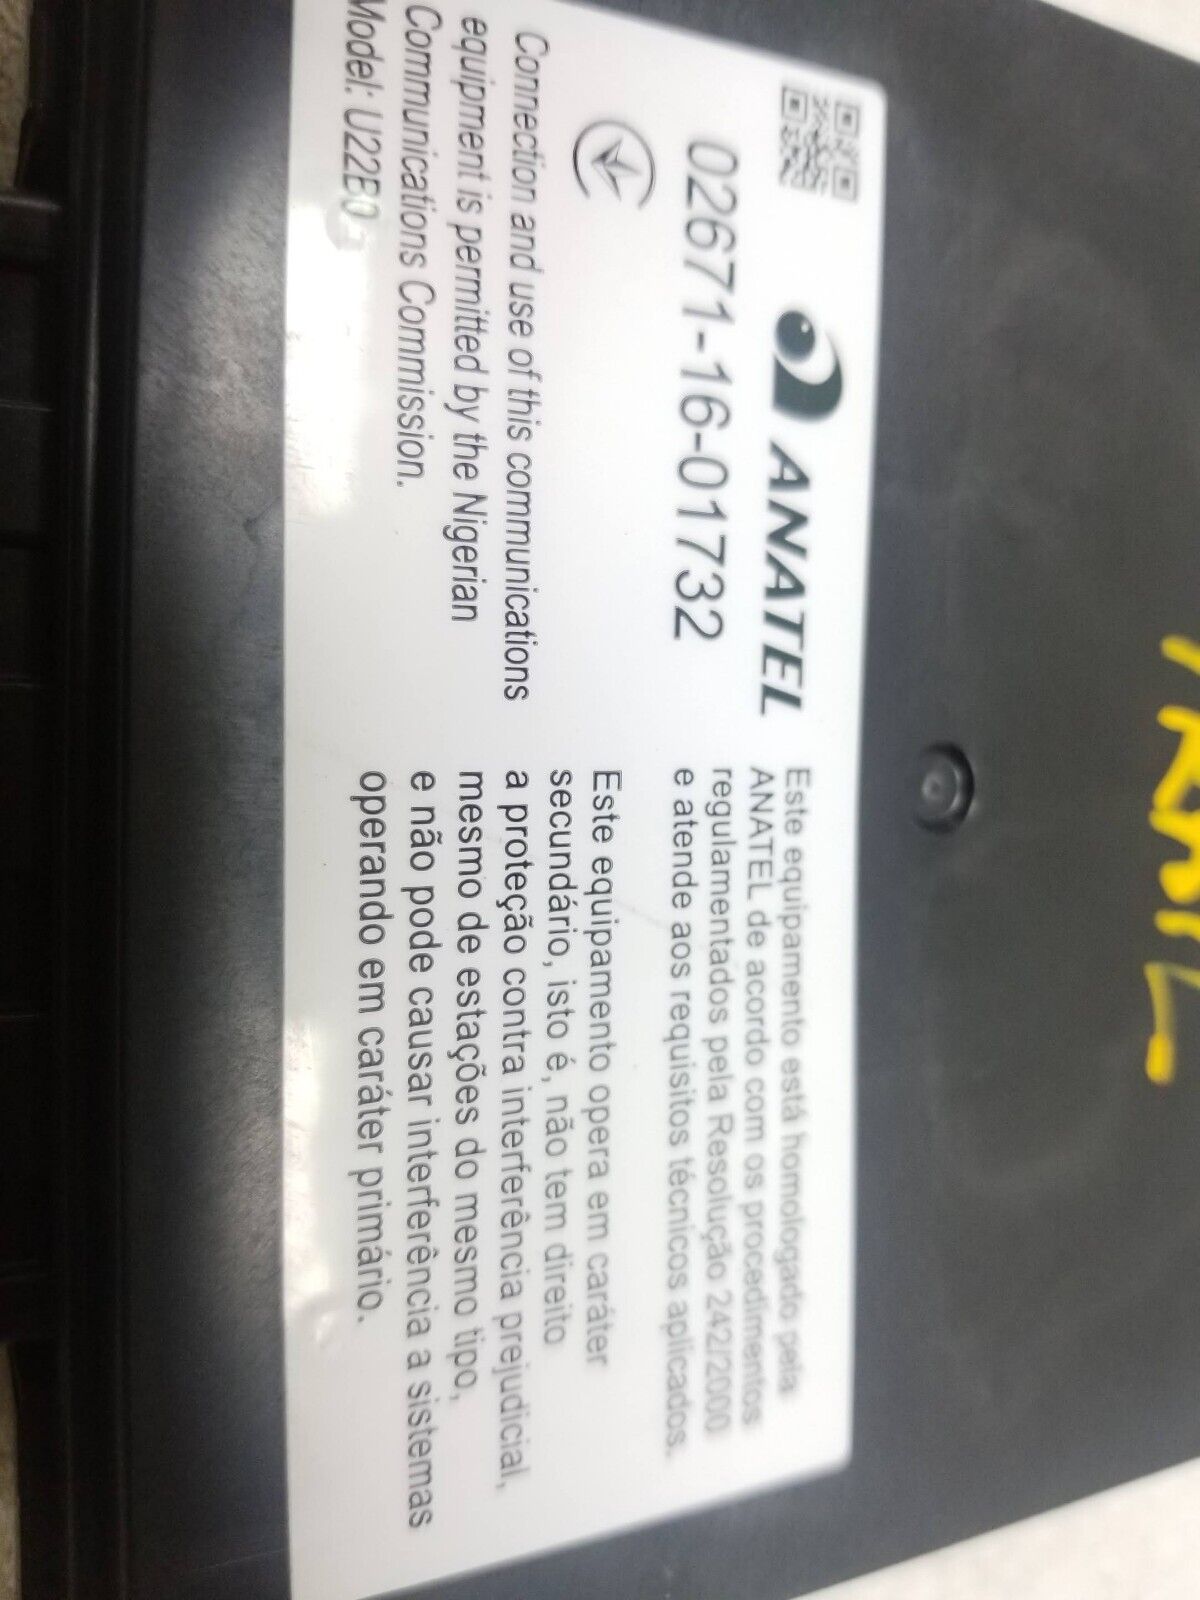 ANATEL
02671-16-01732
Connection and use of this communications
equipment is permitted by the Nigerian
Communications Commission.
Model: U22B0
Este equipamento está homologado pela
ANATEL de acordo com os procedimentos
regulamentados pela Resolução 242/2000
e atende aos requisitos técnicos aplicados.
Este equipamento opera em caráter
secundário, isto é, não tem direito
a proteção contra interferência prejudicial,
mesmo de estações do mesmo tipo,
e não pode causar interferência a sistemas
operando em caráter primário.